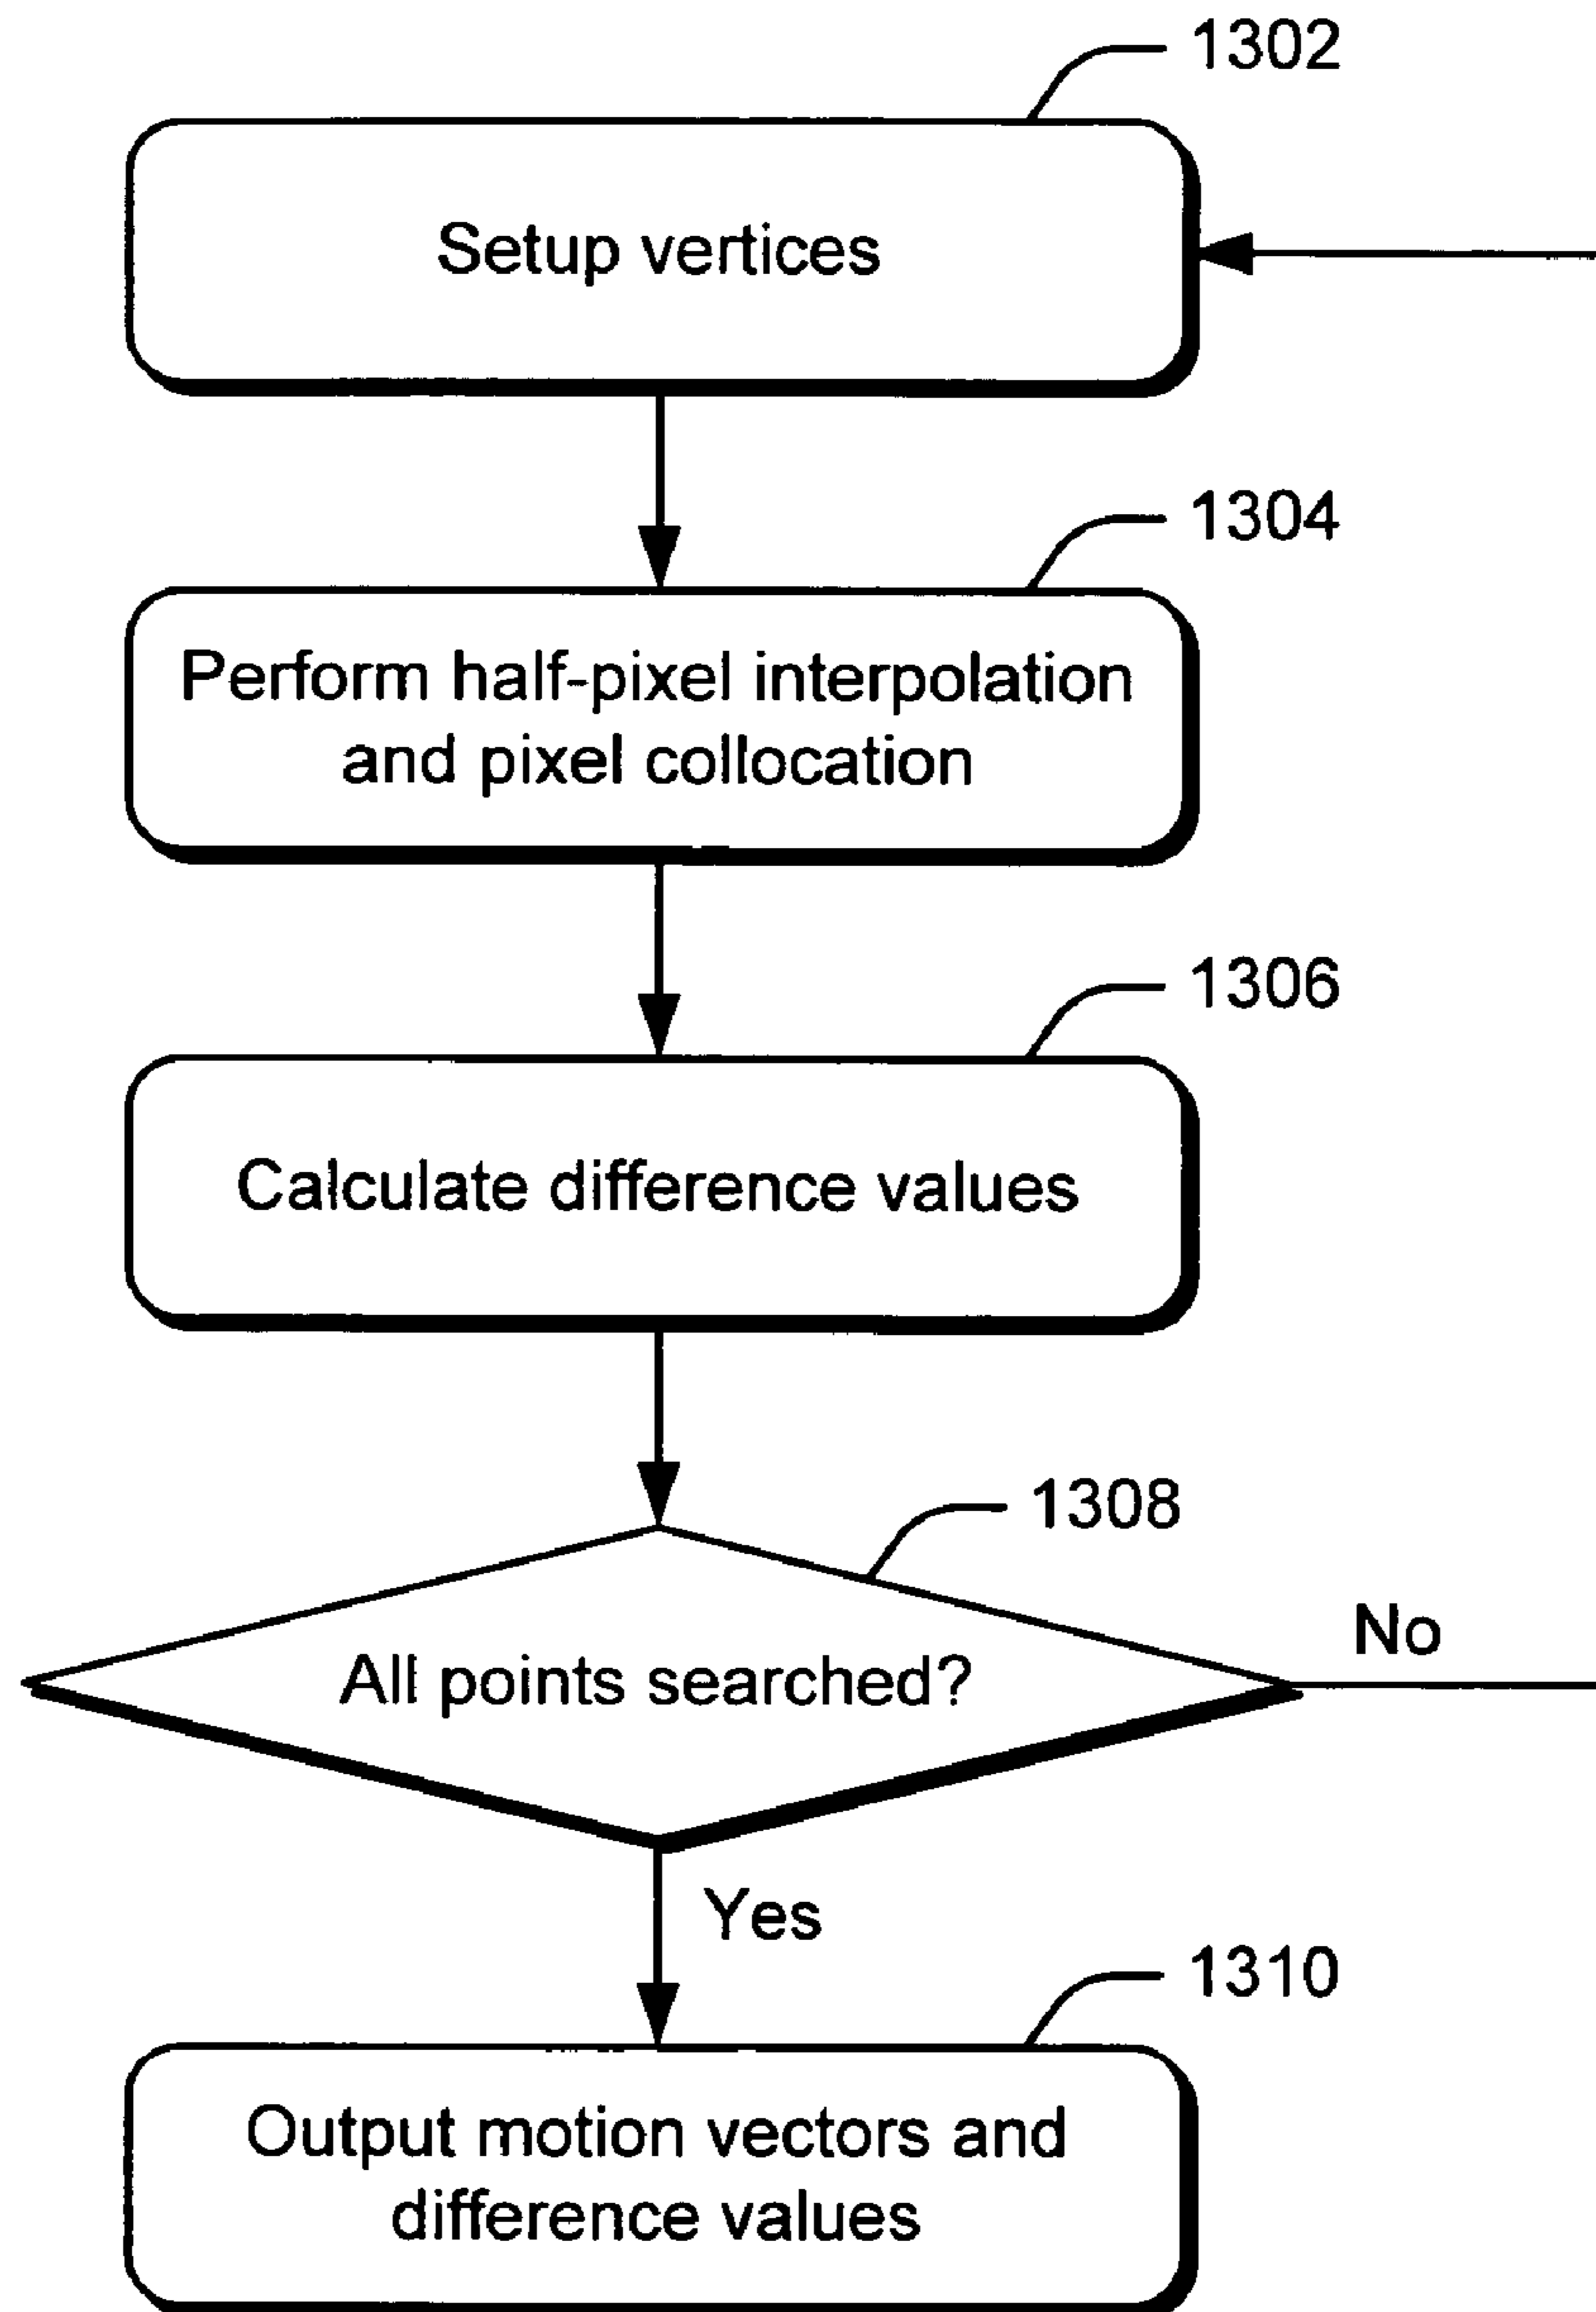 1302
Setup vertices
1304
Perform half-pixel interpolation
and pixel collocation
1306
Calculate difference values
1308
All points searched?
No
Yes
1310
Output motion vectors and
difference values